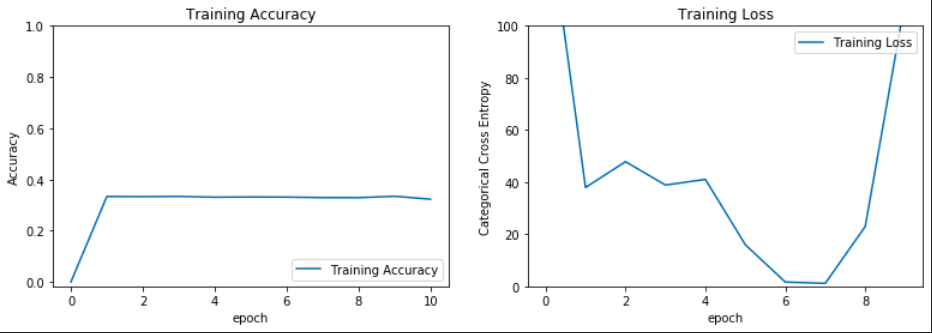 Training Accuracy
1.0
0.8
0.6
0.4
0.2
0.0
Accuracy
Training Accuracy
0
2
4
6
8
10
epoch
Training Loss
100
80
60
40
20
0
Categorical Cross Entropy
Training Loss
0
2
4
6
8
epoch